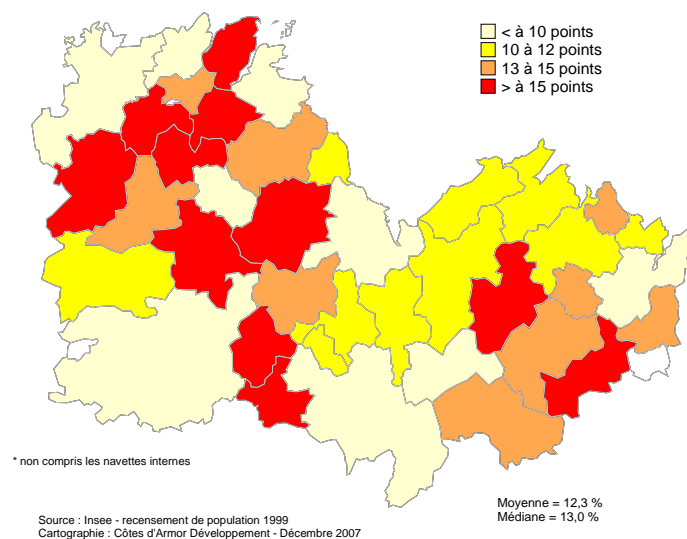 < à 10 points
10 à 12 points
13 à 15 points
> à 15 points
* non compris les navettes internes
Moyenne = 12,3 %
Médiane = 13,0 %
Source : Insee - recensement de population 1999
Cartographie : Côtes d'Armor Développement - Décembre 2007